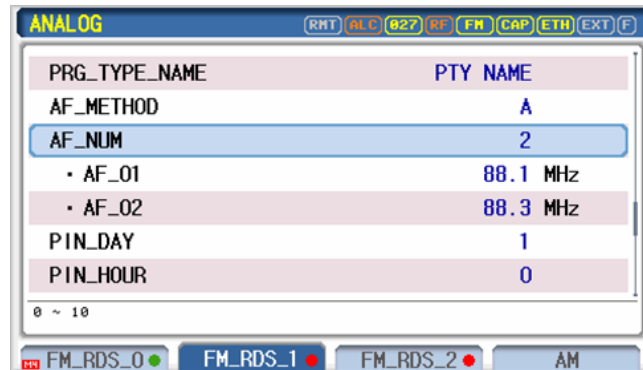 ANALOG RMT ALC 027 RF FM CAP ETH EXT F
PRG_TYPE_NAME PTY NAME
AF_METHOD A
AF_NUM 2
· AF_01 88.1 MHz
· AF_02 88.3 MHz
PIN_DAY 1
PIN_HOUR 0
0 ~ 10
M4 FM_RDS_0 FM_RDS_1 FM_RDS_2 AM